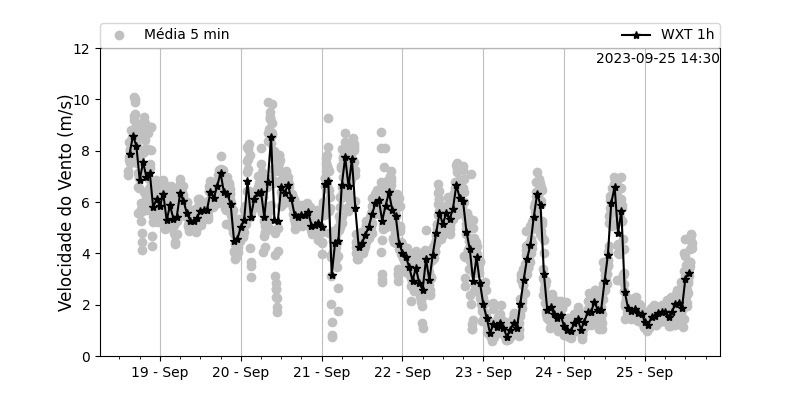 Média 5 min
WXT 1h
2023-09-25 14:30
Velocidade do Vento (m/s)
12
10
8
6
4
2
0
19 - Sep
20 - Sep
21 - Sep
22 - Sep
23 - Sep
24 - Sep
25 - Sep